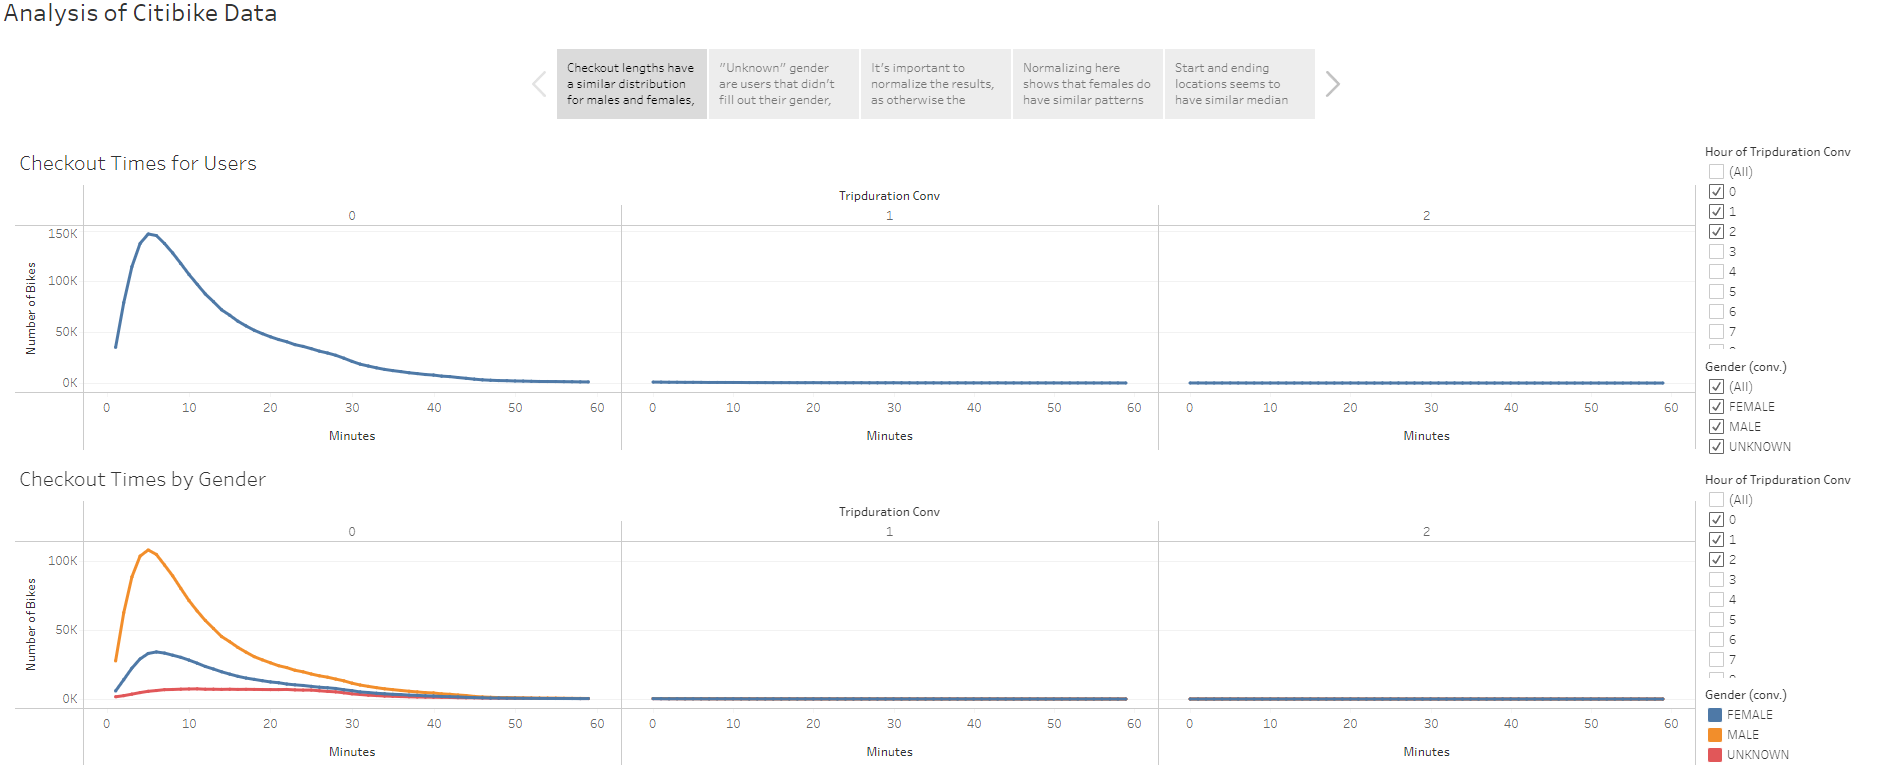 Analysis of Citibike Data
Checkout lengths have
a similar distribution
for males and females,
"Unknown" gender
are users that didn't
fill out their gender,
It's important to
normalize the results,
as otherwise the
Normalizing here
shows that females do
have similar patterns
Start and ending
locations seems to
have similar median
Checkout Times for Users
Tripduration Conv
0 1 2
Number of Bikes
150K
100K
50K
0K
0 10 20 30 40 50 60 0 10 20 30 40 50 60 0 10 20 30 40 50 60
Minutes Minutes Minutes
Hour of Tripduration Conv
(All)
0
1
2
3
4
5
6
7
Gender (conv.)
(All)
FEMALE
MALE
UNKNOWN
Checkout Times by Gender
Tripduration Conv
0 1 2
Number of Bikes
100K
50K
0K
0 10 20 30 40 50 60 0 10 20 30 40 50 60 0 10 20 30 40 50 60
Minutes Minutes Minutes
Hour of Tripduration Conv
(All)
0
1
2
3
4
5
6
7
Gender (conv.)
FEMALE
MALE
UNKNOWN